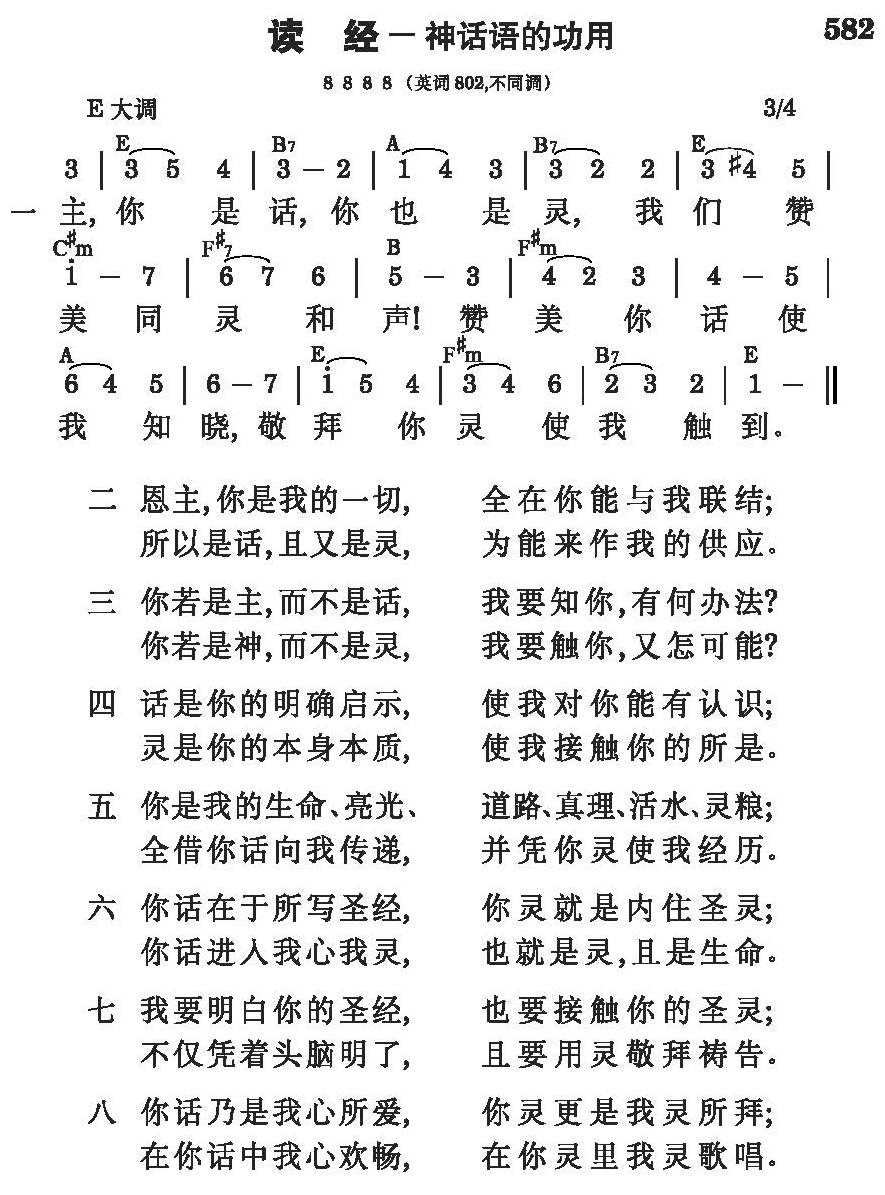 读 经－神话语的功用 582
8 8 8 8（英词 802,不同调）
E 大调 3/4
E B7 A B7 E
3 | 3 5 4 | 3 – 2 | 1 4 3 | 3 2 2 | 3 ♯4 5 |
一 主, 你 是 话, 你 也 是 灵, 我 们 赞
C♯m F♯7 B F♯m
i – 7 | 6 7 6 | 5 – 3 | 4 2 3 | 4 – 5 |
美 同 灵 和 声! 赞 美 你 话 使
A E F♯m B7 E
6 4 5 | 6 – 7 | i 5 4 | 3 4 6 | 2 3 2 | 1 – ‖
我 知 晓, 敬 拜 你 灵 使 我 触 到。
二 恩主,你是我的一切, 全在你能与我联结;
所以是话,且又是灵, 为能来作我的供应。
三 你若是主,而不是话, 我要知你,有何办法?
你若是神,而不是灵, 我要触你,又怎可能?
四 话是你的明确启示, 使我对你能有认识;
灵是你的本身本质, 使我接触你的所是。
五 你是我的生命、亮光、 道路、真理、活水、灵粮;
全借你话向我传递, 并凭你灵使我经历。
六 你话在于所写圣经, 你灵就是内住圣灵;
你话进入我心我灵, 也就是灵,且是生命。
七 我要明白你的圣经, 也要接触你的圣灵;
不仅凭着头脑明了, 且要用灵敬拜祷告。
八 你话乃是我心所爱, 你灵更是我灵所拜;
在你话中我心欢畅, 在你灵里我灵歌唱。